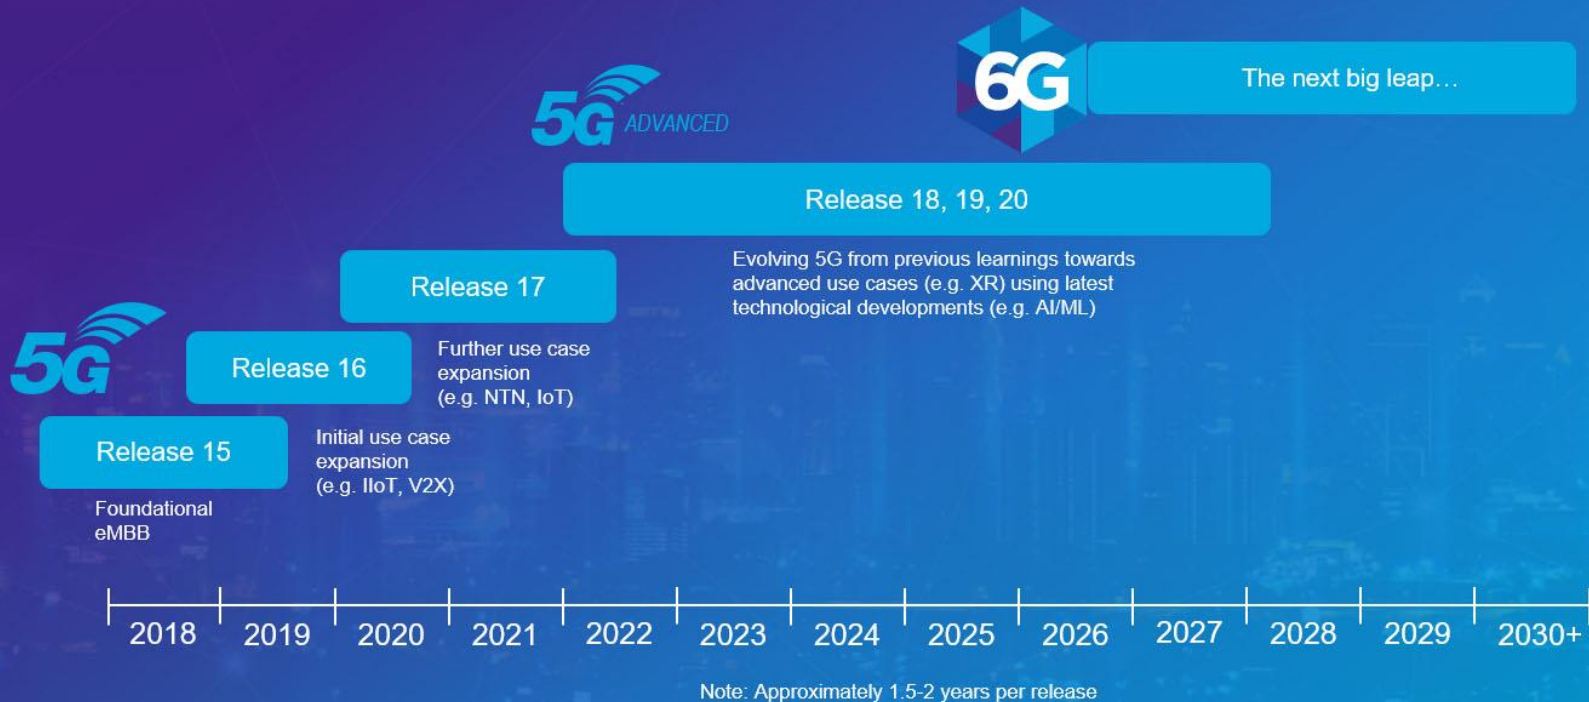 6G
The next big leap…
5G ADVANCED
Release 18, 19, 20
Evolving 5G from previous learnings towards
advanced use cases (e.g. XR) using latest
technological developments (e.g. AI/ML)
Release 17
Further use case
expansion
(e.g. NTN, IoT)
5G
Release 16
Initial use case
expansion
(e.g. IIoT, V2X)
Release 15
Foundational
eMBB
2018 2019 2020 2021 2022 2023 2024 2025 2026 2027 2028 2029 2030+
Note: Approximately 1.5-2 years per release